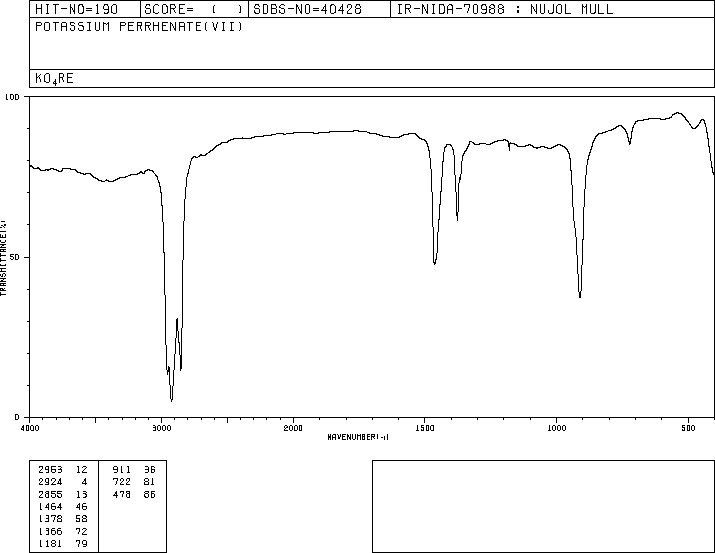 HIT-NO=190 SCORE= ( ) SDBS-NO=40428 IR-NIDA-70988 : NUJOL MULL
POTASSIUM PERRHENATE(VII)
KO4RE
100
50
0
TRANSMITTANCE(%)
4000 3000 2000 1500 1000 500
WAVENUMBER(-1)
2963 12 911 36
2924 4 722 81
2855 13 478 86
1464 46
1378 58
1366 72
1181 79